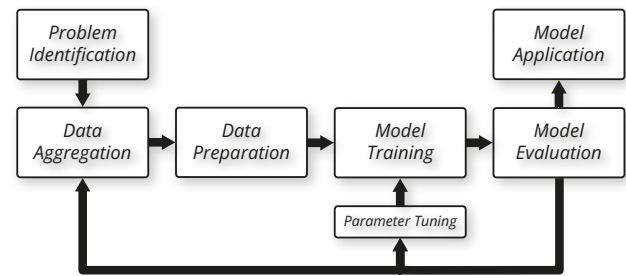 Problem
Identification
Model
Application
Data
Aggregation
Data
Preparation
Model
Training
Model
Evaluation
Parameter Tuning